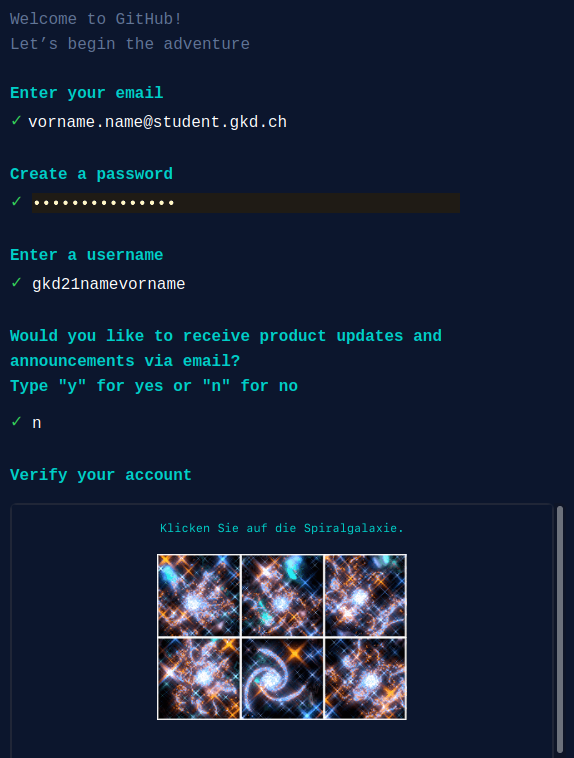 Welcome to GitHub!
Let’s begin the adventure
Enter your email
✓ vorname.name@student.gkd.ch
Create a password
✓ •••••••••••••••
Enter a username
✓ gkd21namevorname
Would you like to receive product updates and
announcements via email?
Type "y" for yes or "n" for no
✓ n
Verify your account
Klicken Sie auf die Spiralgalaxie.